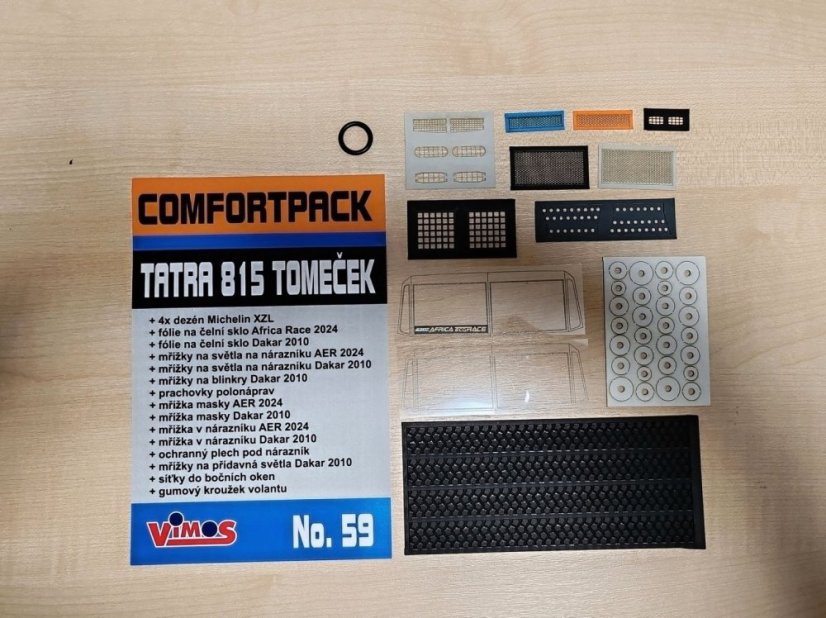 COMFORTPACK
TATRA 815 TOMEČEK
+ 4x dezén Michelin XZL
+ fólie na čelní sklo Africa Race 2024
+ fólie na čelní sklo Dakar 2010
+ mřížky na světla na nárazníku AER 2024
+ mřížky na světla na nárazníku Dakar 2010
+ mřížky na blinkry Dakar 2010
+ prachovky polonáprav
+ mřížka masky AER 2024
+ mřížka masky Dakar 2010
+ mřížka v nárazníku AER 2024
+ mřížka v nárazníku Dakar 2010
+ ochranný plech pod nárazník
+ mřížky na přídavná světla Dakar 2010
+ síťky do bočních oken
+ gumový kroužek volantu
ViMOS No. 59
AFRICA ECORACE